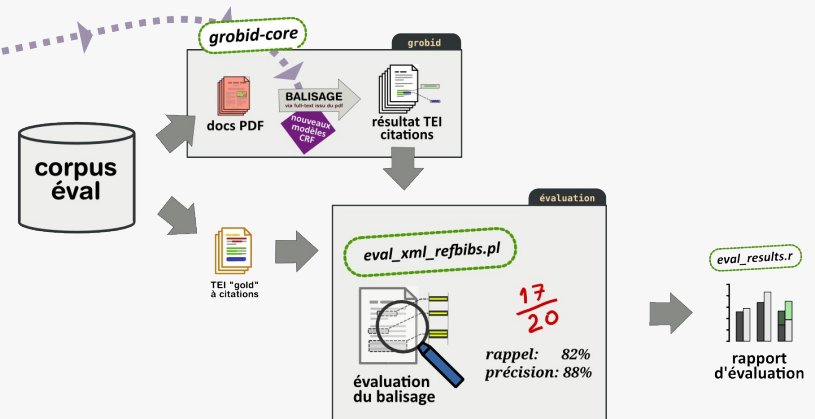 grobid-core
grobid
docs PDF
BALISAGE
via full-text issu du pdf
nouveaux
modèles
CRF
résultat TEI
citations
corpus
éval
TEI "gold"
à citations
évaluation
eval_xml_refbibs.pl
17
20
rappel: 82%
précision: 88%
évaluation
du balisage
eval_results.r
rapport
d'évaluation